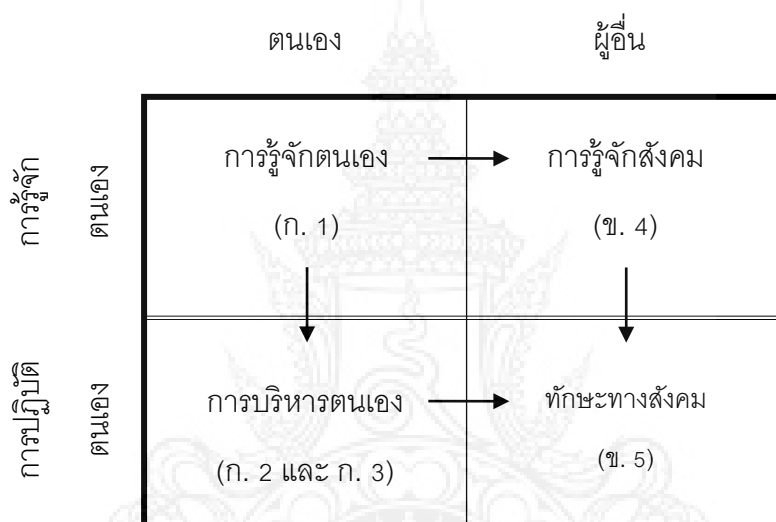 ตนเอง ผู้อื่น
การรู้จัก
ตนเอง
การรู้จักตนเอง การรู้จักสังคม
(ก. 1) (ข. 4)
การปฏิบัติ
ตนเอง
การบริหารตนเอง ทักษะทางสังคม
(ก. 2 และ ก. 3) (ข. 5)